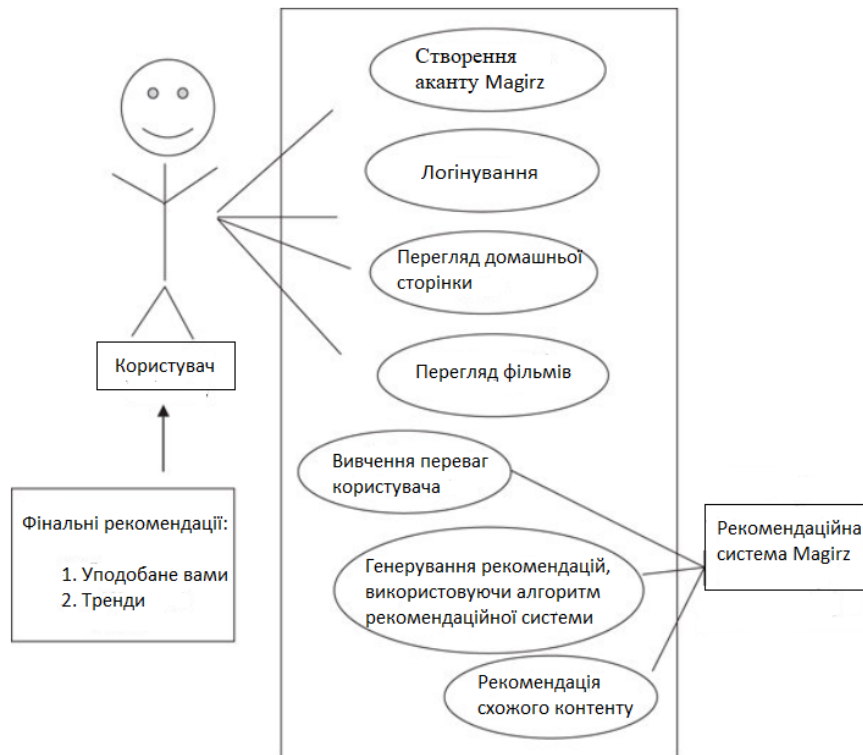 Створення
аканту Magirz
Логінування
Перегляд домашньої
сторінки
Перегляд фільмів
Користувач
Вивчення переваг
користувача
Фінальні рекомендації:
1. Уподобане вами
2. Тренди
Генерування рекомендацій,
використовуючи алгоритм
рекомендаційної системи
Рекомендаційна
система Magirz
Рекомендація
схожого контенту